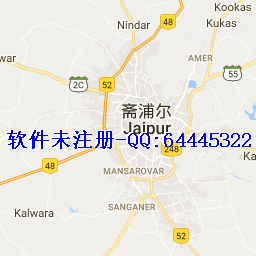 Kookas
Nindar
Kukas
AMER
55
2C
52
斋浦尔
Jaipur
软件未注册-QQ:64445322
48
248
48
MANSAROVAR
Kalwara
SANGANER
52